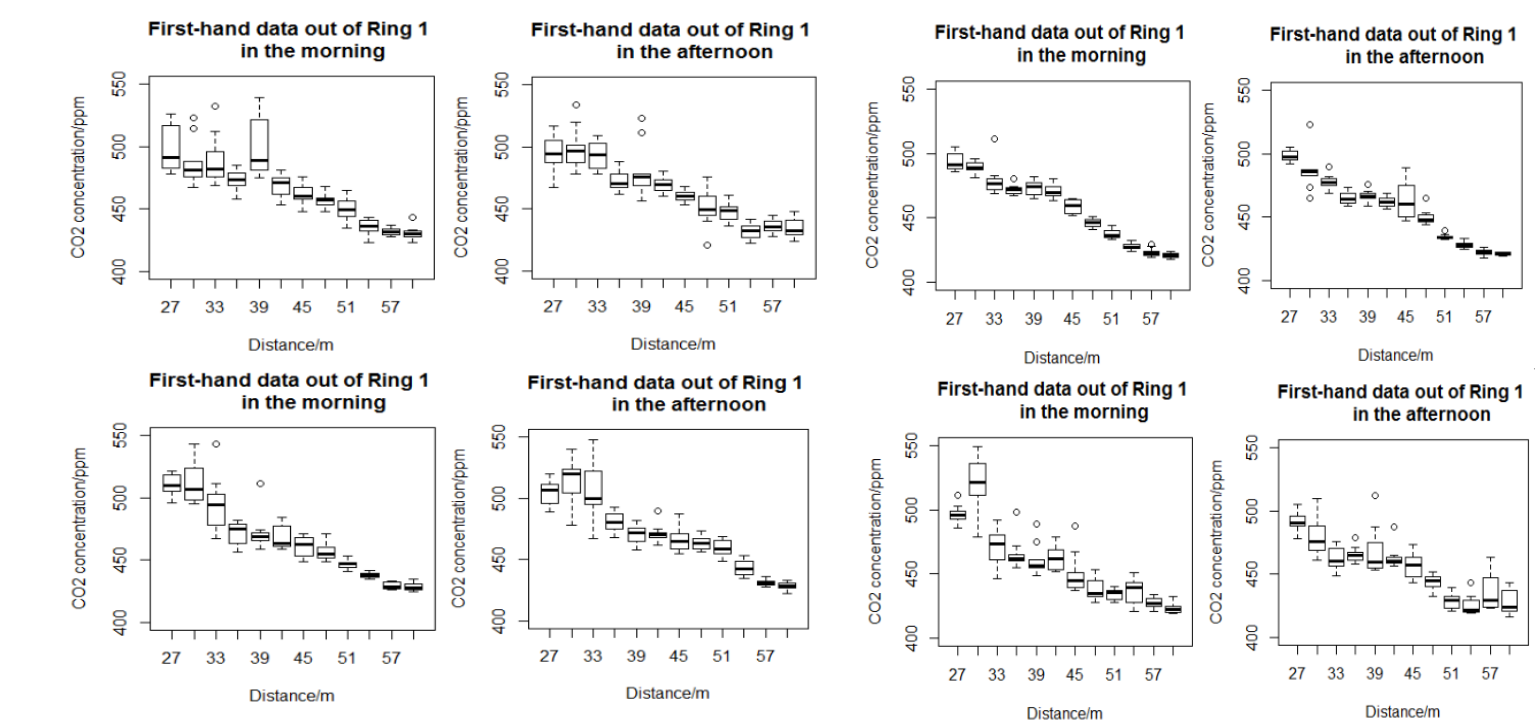 First-hand data out of Ring 1
in the morning
CO2 concentration/ppm
550
500
450
400
27 33 39 45 51 57
Distance/m
First-hand data out of Ring 1
in the afternoon
CO2 concentration/ppm
550
500
450
400
27 33 39 45 51 57
Distance/m
First-hand data out of Ring 1
in the morning
CO2 concentration/ppm
550
500
450
400
27 33 39 45 51 57
Distance/m
First-hand data out of Ring 1
in the afternoon
CO2 concentration/ppm
550
500
450
400
27 33 39 45 51 57
Distance/m
First-hand data out of Ring 1
in the morning
CO2 concentration/ppm
550
500
450
400
27 33 39 45 51 57
Distance/m
First-hand data out of Ring 1
in the afternoon
CO2 concentration/ppm
550
500
450
400
27 33 39 45 51 57
Distance/m
First-hand data out of Ring 1
in the morning
CO2 concentration/ppm
550
500
450
400
27 33 39 45 51 57
Distance/m
First-hand data out of Ring 1
in the afternoon
CO2 concentration/ppm
550
500
450
400
27 33 39 45 51 57
Distance/m